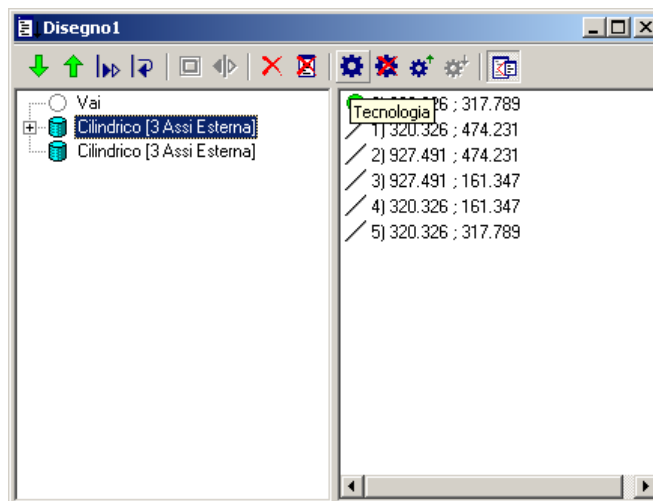 Disegno1
Vai
Cilindrico [3 Assi Esterna]
Cilindrico [3 Assi Esterna]
Tecnologia
.326 ; 317.789
1) 320.326 ; 474.231
2) 927.491 ; 474.231
3) 927.491 ; 161.347
4) 320.326 ; 161.347
5) 320.326 ; 317.789